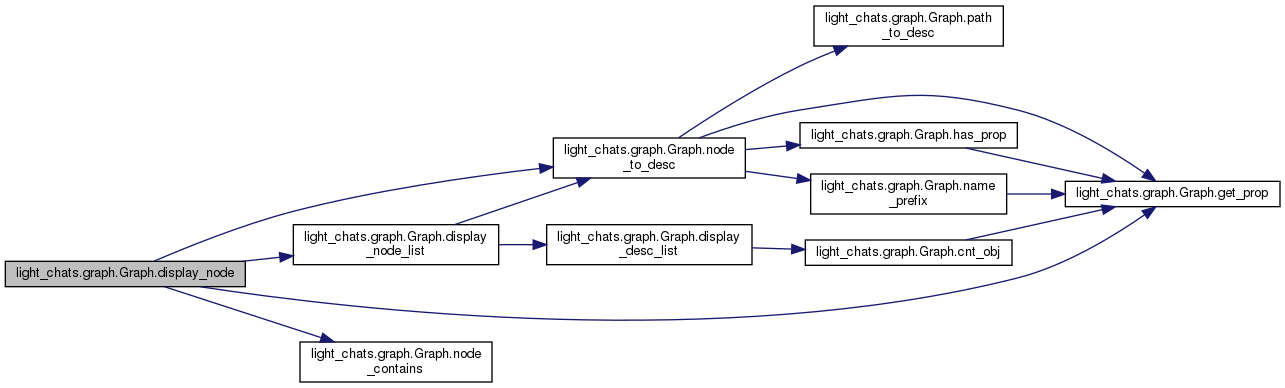 light_chats.graph.Graph.path
_to_desc
light_chats.graph.Graph.has_prop
light_chats.graph.Graph.node
_to_desc
light_chats.graph.Graph.name
_prefix
light_chats.graph.Graph.get_prop
light_chats.graph.Graph.display
_node_list
light_chats.graph.Graph.display
_desc_list
light_chats.graph.Graph.cnt_obj
light_chats.graph.Graph.display_node
light_chats.graph.Graph.node
_contains